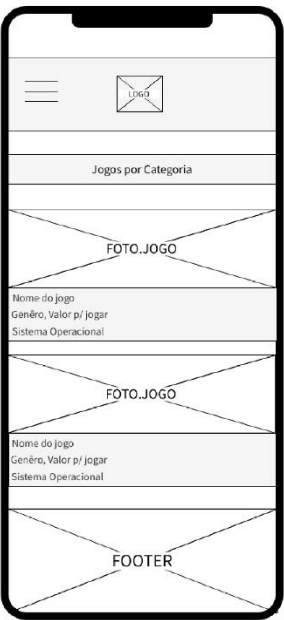 LOGO
Jogos por Categoria
FOTO.JOGO
Nome do jogo
Genêro, Valor p/ jogar
Sistema Operacional
FOTO.JOGO
Nome do jogo
Genêro, Valor p/ jogar
Sistema Operacional
FOOTER